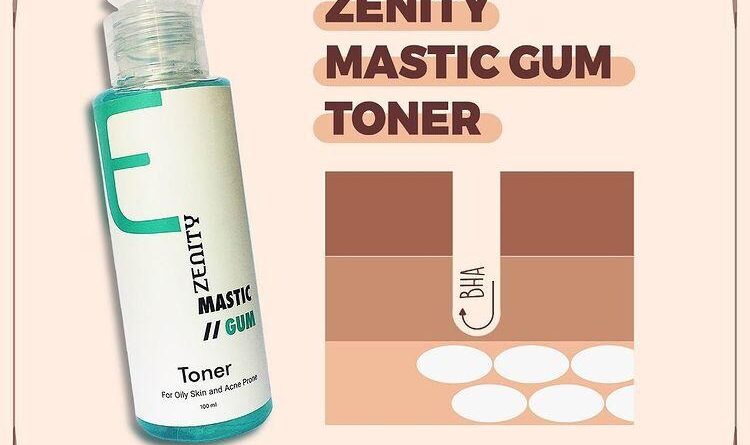 ZENITY
MASTIC GUM
TONER
ZENITY
MASTIC
// GUM
Toner
For Oily Skin and Acne Prone
100 ml
BHA